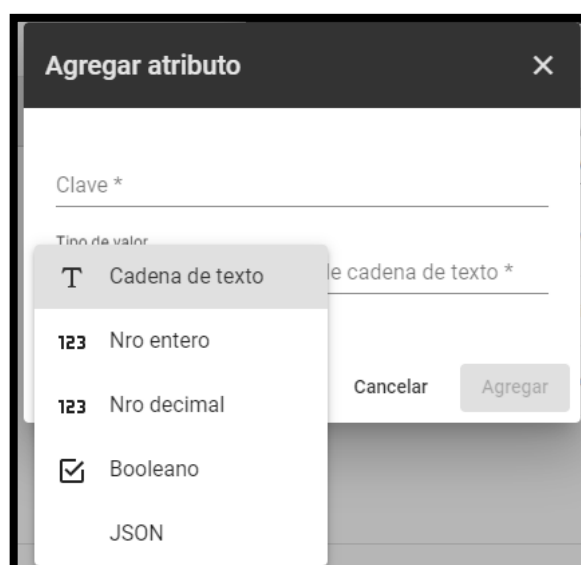 Agregar atributo
Clave *
Tipo de valor
T Cadena de texto
de cadena de texto *
123 Nro entero
123 Nro decimal
Cancelar
Agregar
Booleano
JSON